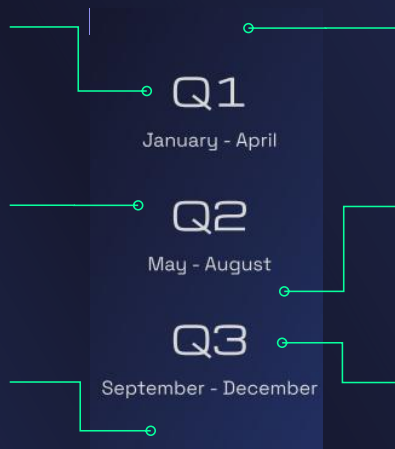 Q1
January - April
Q2
May - August
Q3
September - December